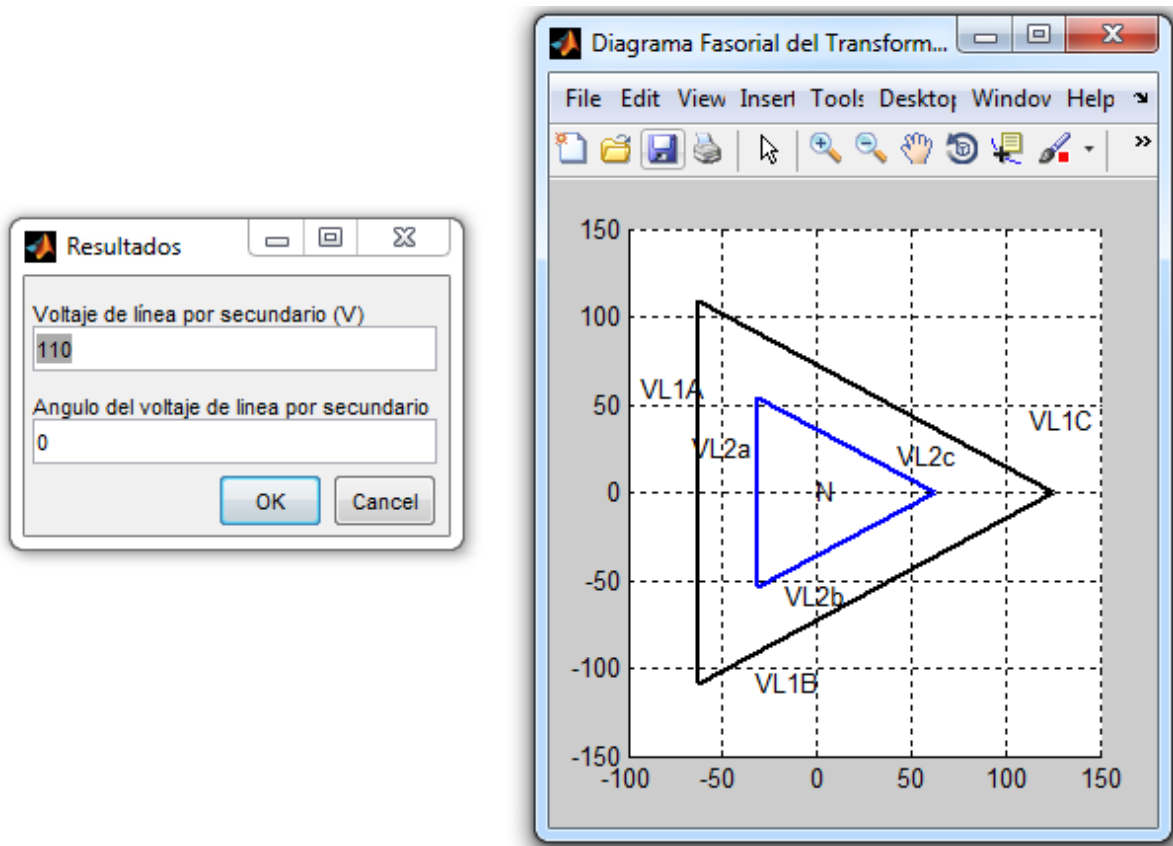 Resultados
Voltaje de línea por secundario (V)
110
Angulo del voltaje de linea por secundario
0
OK Cancel
Diagrama Fasorial del Transform...
File Edit View Insert Tools Desktop Window Help
150
100
50
0
-50
-100
-150
-100 -50 0 50 100 150
VL1A
VL1C
VL2a
VL2c
N
VL2b
VL1B